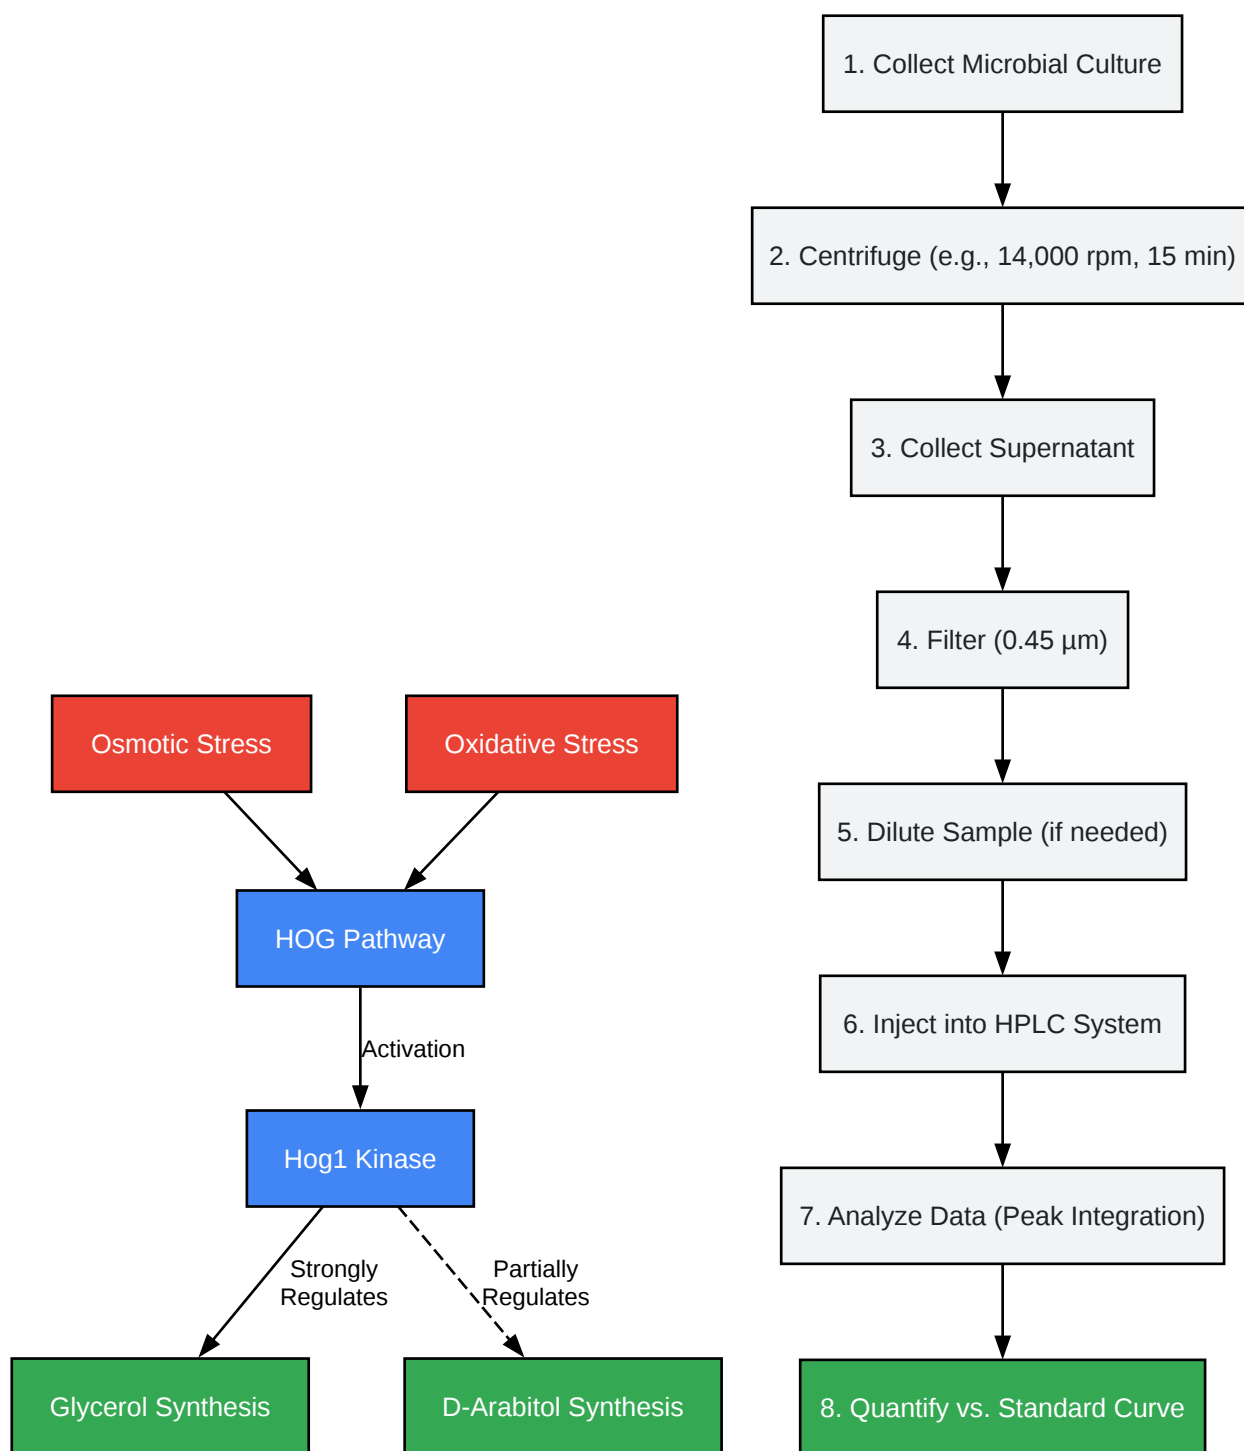 Osmotic Stress
Oxidative Stress
HOG Pathway
Activation
Hog1 Kinase
Strongly
Regulates
Partially
Regulates
Glycerol Synthesis
D-Arabitol Synthesis
1. Collect Microbial Culture
2. Centrifuge (e.g., 14,000 rpm, 15 min)
3. Collect Supernatant
4. Filter (0.45 µm)
5. Dilute Sample (if needed)
6. Inject into HPLC System
7. Analyze Data (Peak Integration)
8. Quantify vs. Standard Curve